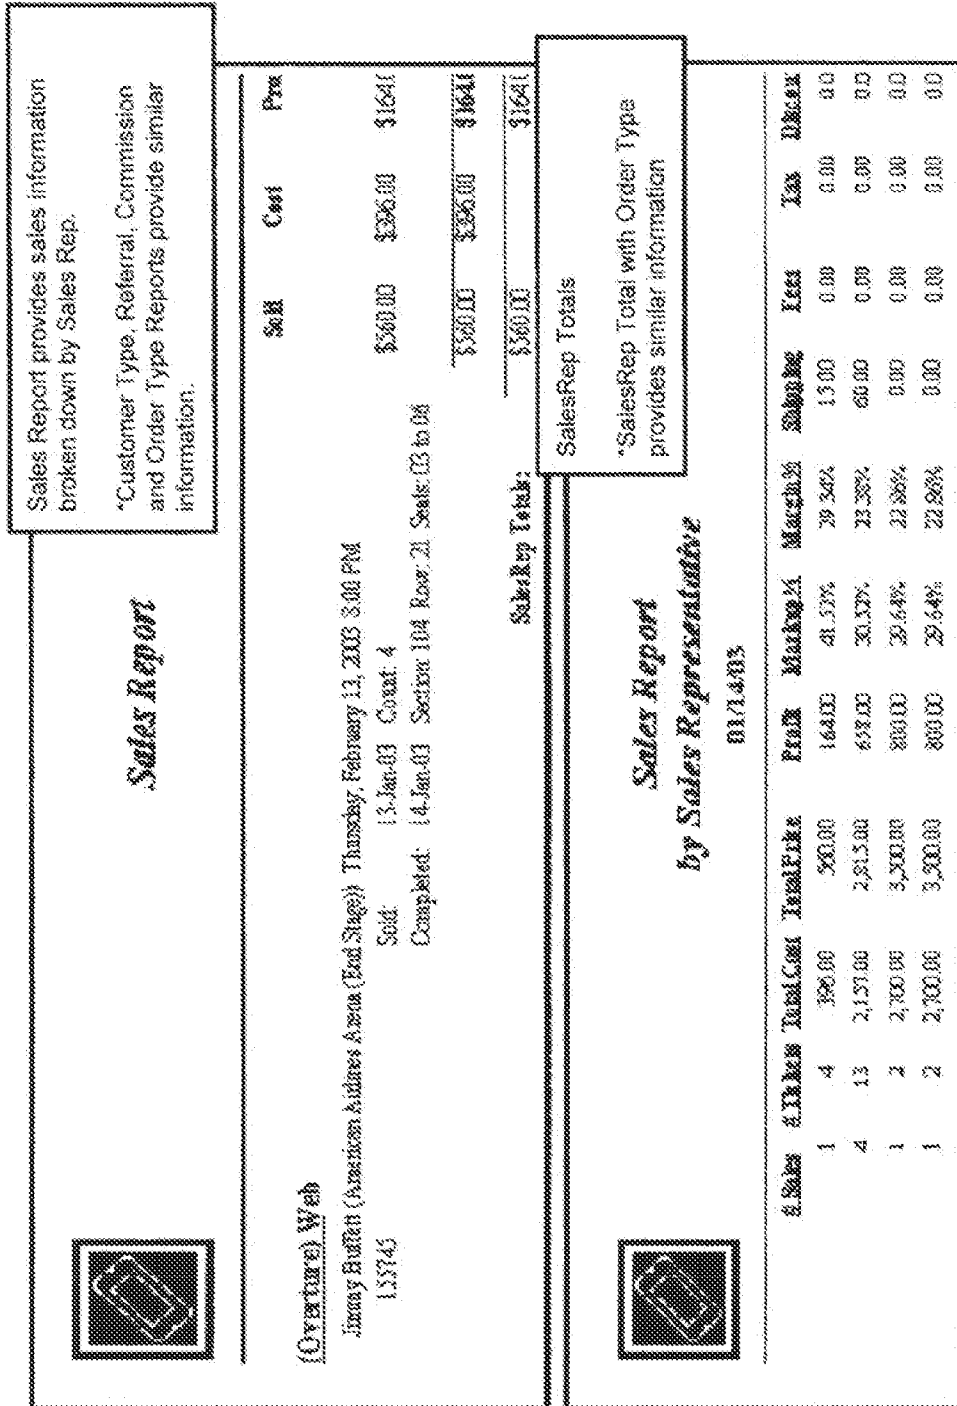 Sales Report provides sales information
broken down by Sales Rep.
*Customer Type, Referral, Commission
and Order Type Reports provide similar
information.
Sales Report
Sold Cost
(Overture) Web
Jimmy Buffett (American Airlines Arena (End Stage)) Thursday, February 13, 2003 8:00 PM
155745 Sold: 13-Jan-03 Count: 4 $560.00 $396.00 $164.0
Completed: 14-Jan-03 Section: 104 Row: 21 Seats: 03 to 06
$560.00 $396.00 $164.0
SalesRep Totals: $560.00 $164.0
SalesRep Totals
*SalesRep Total with Order Type
provides similar information
Sales Report
by Sales Representative
01/14/03
# Sales # Tickets Total Cost Total Price Profit Markup% Margin% Shipping Fees Tax
1 4 396.00 560.00 164.00 41.% 29.% 13.00 0.00 0.00 0.0
4 13 2,157.00 2,815.00 658.00 30.% 23.% 60.00 0.00 0.00 0.0
1 2 2,700.00 3,500.00 800.00 29.64% 22.86% 0.00 0.00 0.00 0.0
1 2 2,700.00 3,500.00 800.00 29.64% 22.86% 0.00 0.00 0.00 0.0